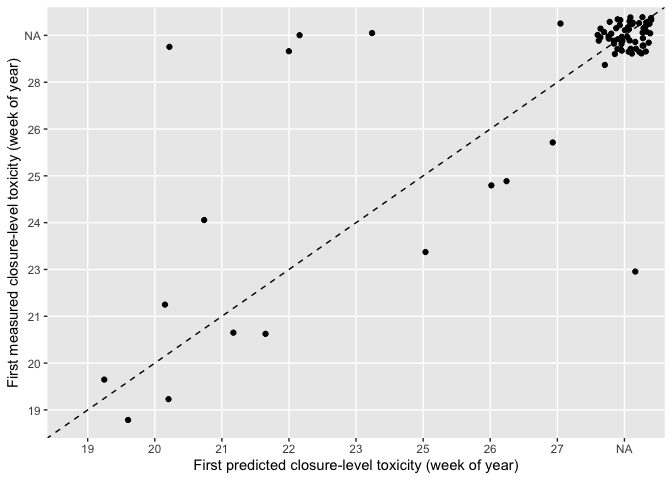 First measured closure-level toxicity (week of year)
NA
28
26
25
24
23
21
20
19
19 20 21 22 23 25 26 27 NA
First predicted closure-level toxicity (week of year)